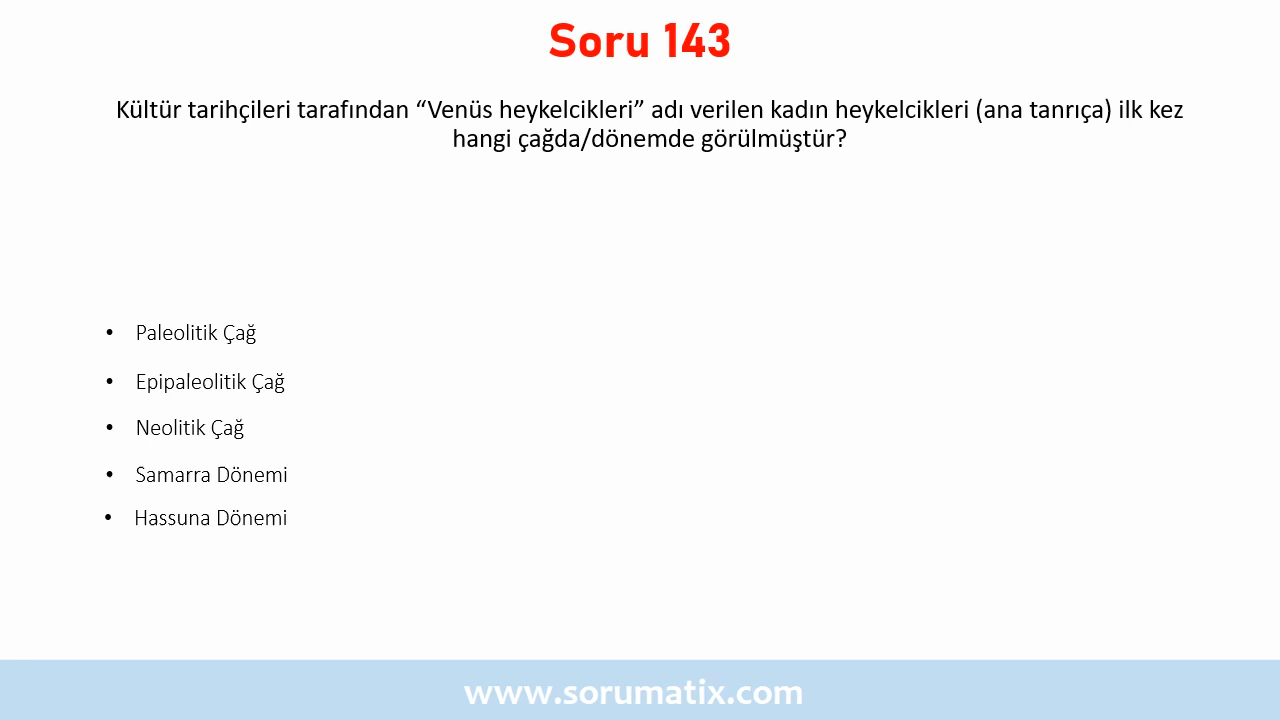 Soru 143
Kültür tarihçileri tarafından “Venüs heykelcikleri” adı verilen kadın heykelcikleri (ana tanrıça) ilk kez
hangi çağda/dönemde görülmüştür?
• Paleolitik Çağ
• Epipaleolitik Çağ
• Neolitik Çağ
• Samarra Dönemi
• Hassuna Dönemi
www.sorumatix.com